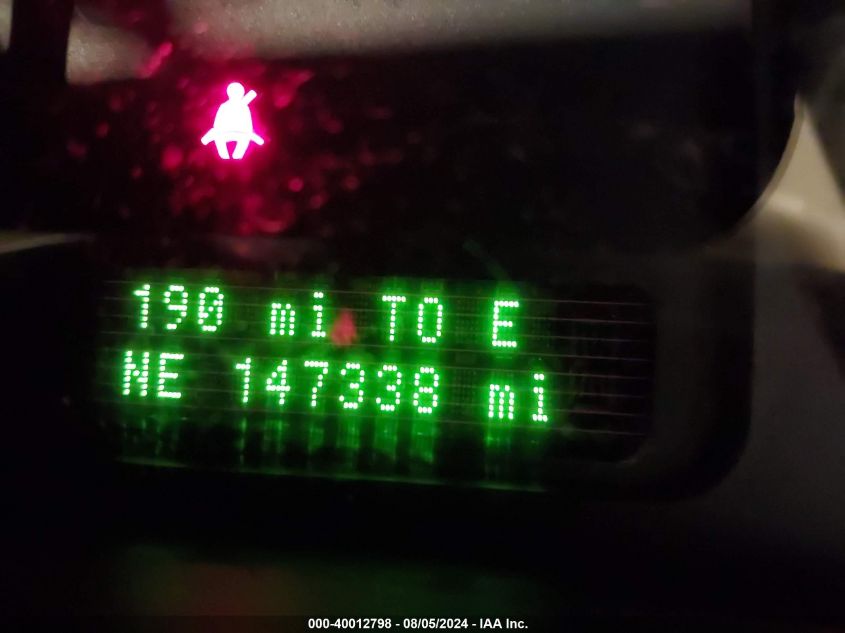 190 mi TO E
NE 147338 mi
000-40012798 - 08/05/2024 - IAA Inc.